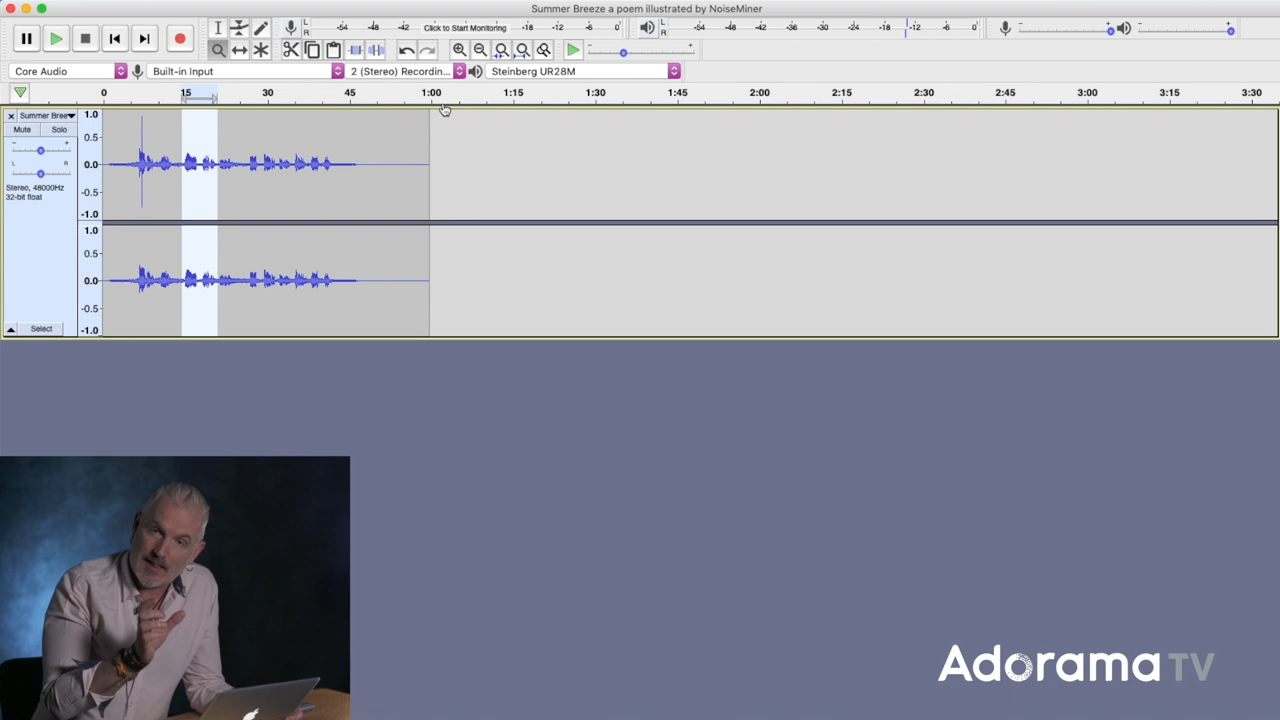 Summer Breeze a poem illustrated by NoiseMiner
L
R
-54 -48 -42 Click to Start Monitoring -18 -12 -6 0
L
R
-54 -48 -42 -36 -30 -24 -18 -12 -6 0
- +
- +
- +
Core Audio
Built-in Input
2 (Stereo) Recordin...
Steinberg UR28M
0 15 30 45 1:00 1:15 1:30 1:45 2:00 2:15 2:30 2:45 3:00 3:15 3:30
Summer Bree
Mute Solo
- +
L R
Stereo, 48000Hz
32-bit float
Select
1.0
0.5
0.0
-0.5
-1.0
1.0
0.5
0.0
-0.5
-1.0
Adorama TV